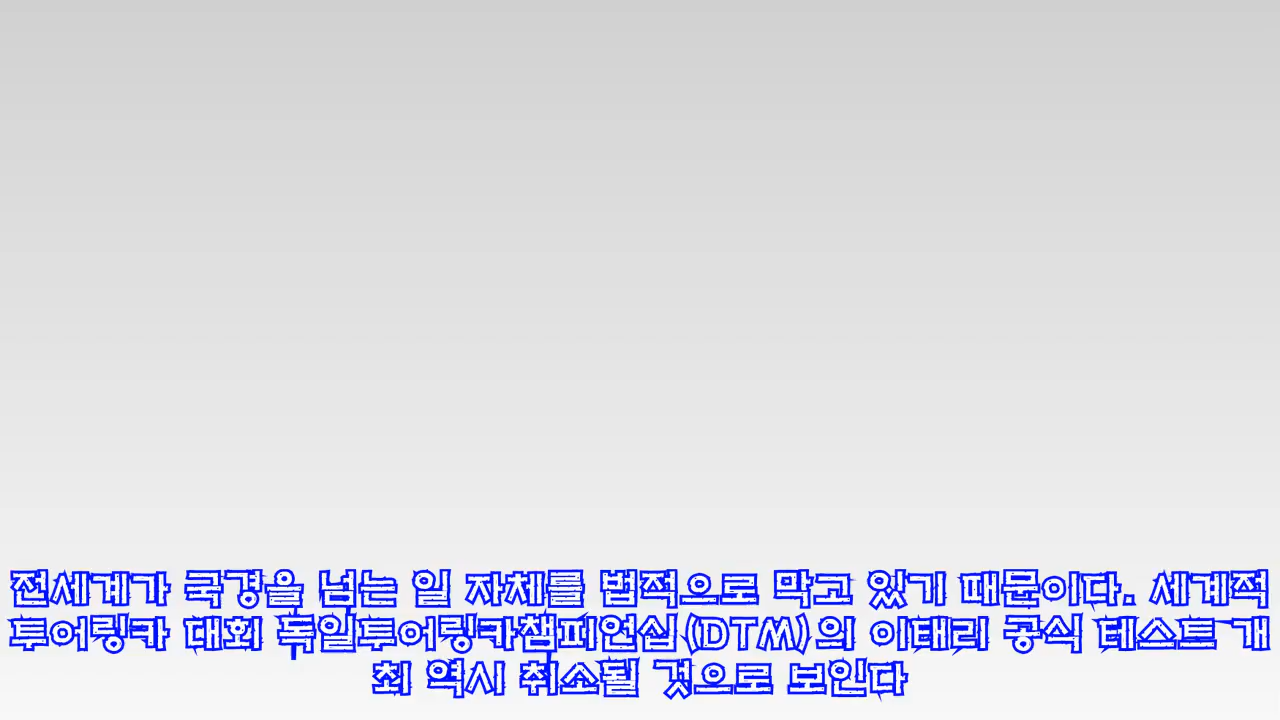 전세계가 국경을 넘는 일 자체를 법적으로 막고 있기 때문이다. 세계적
투어링카 대회 독일투어링카챔피언십(DTM)의 이태리 공식 테스트 개
최 역시 취소될 것으로 보인다